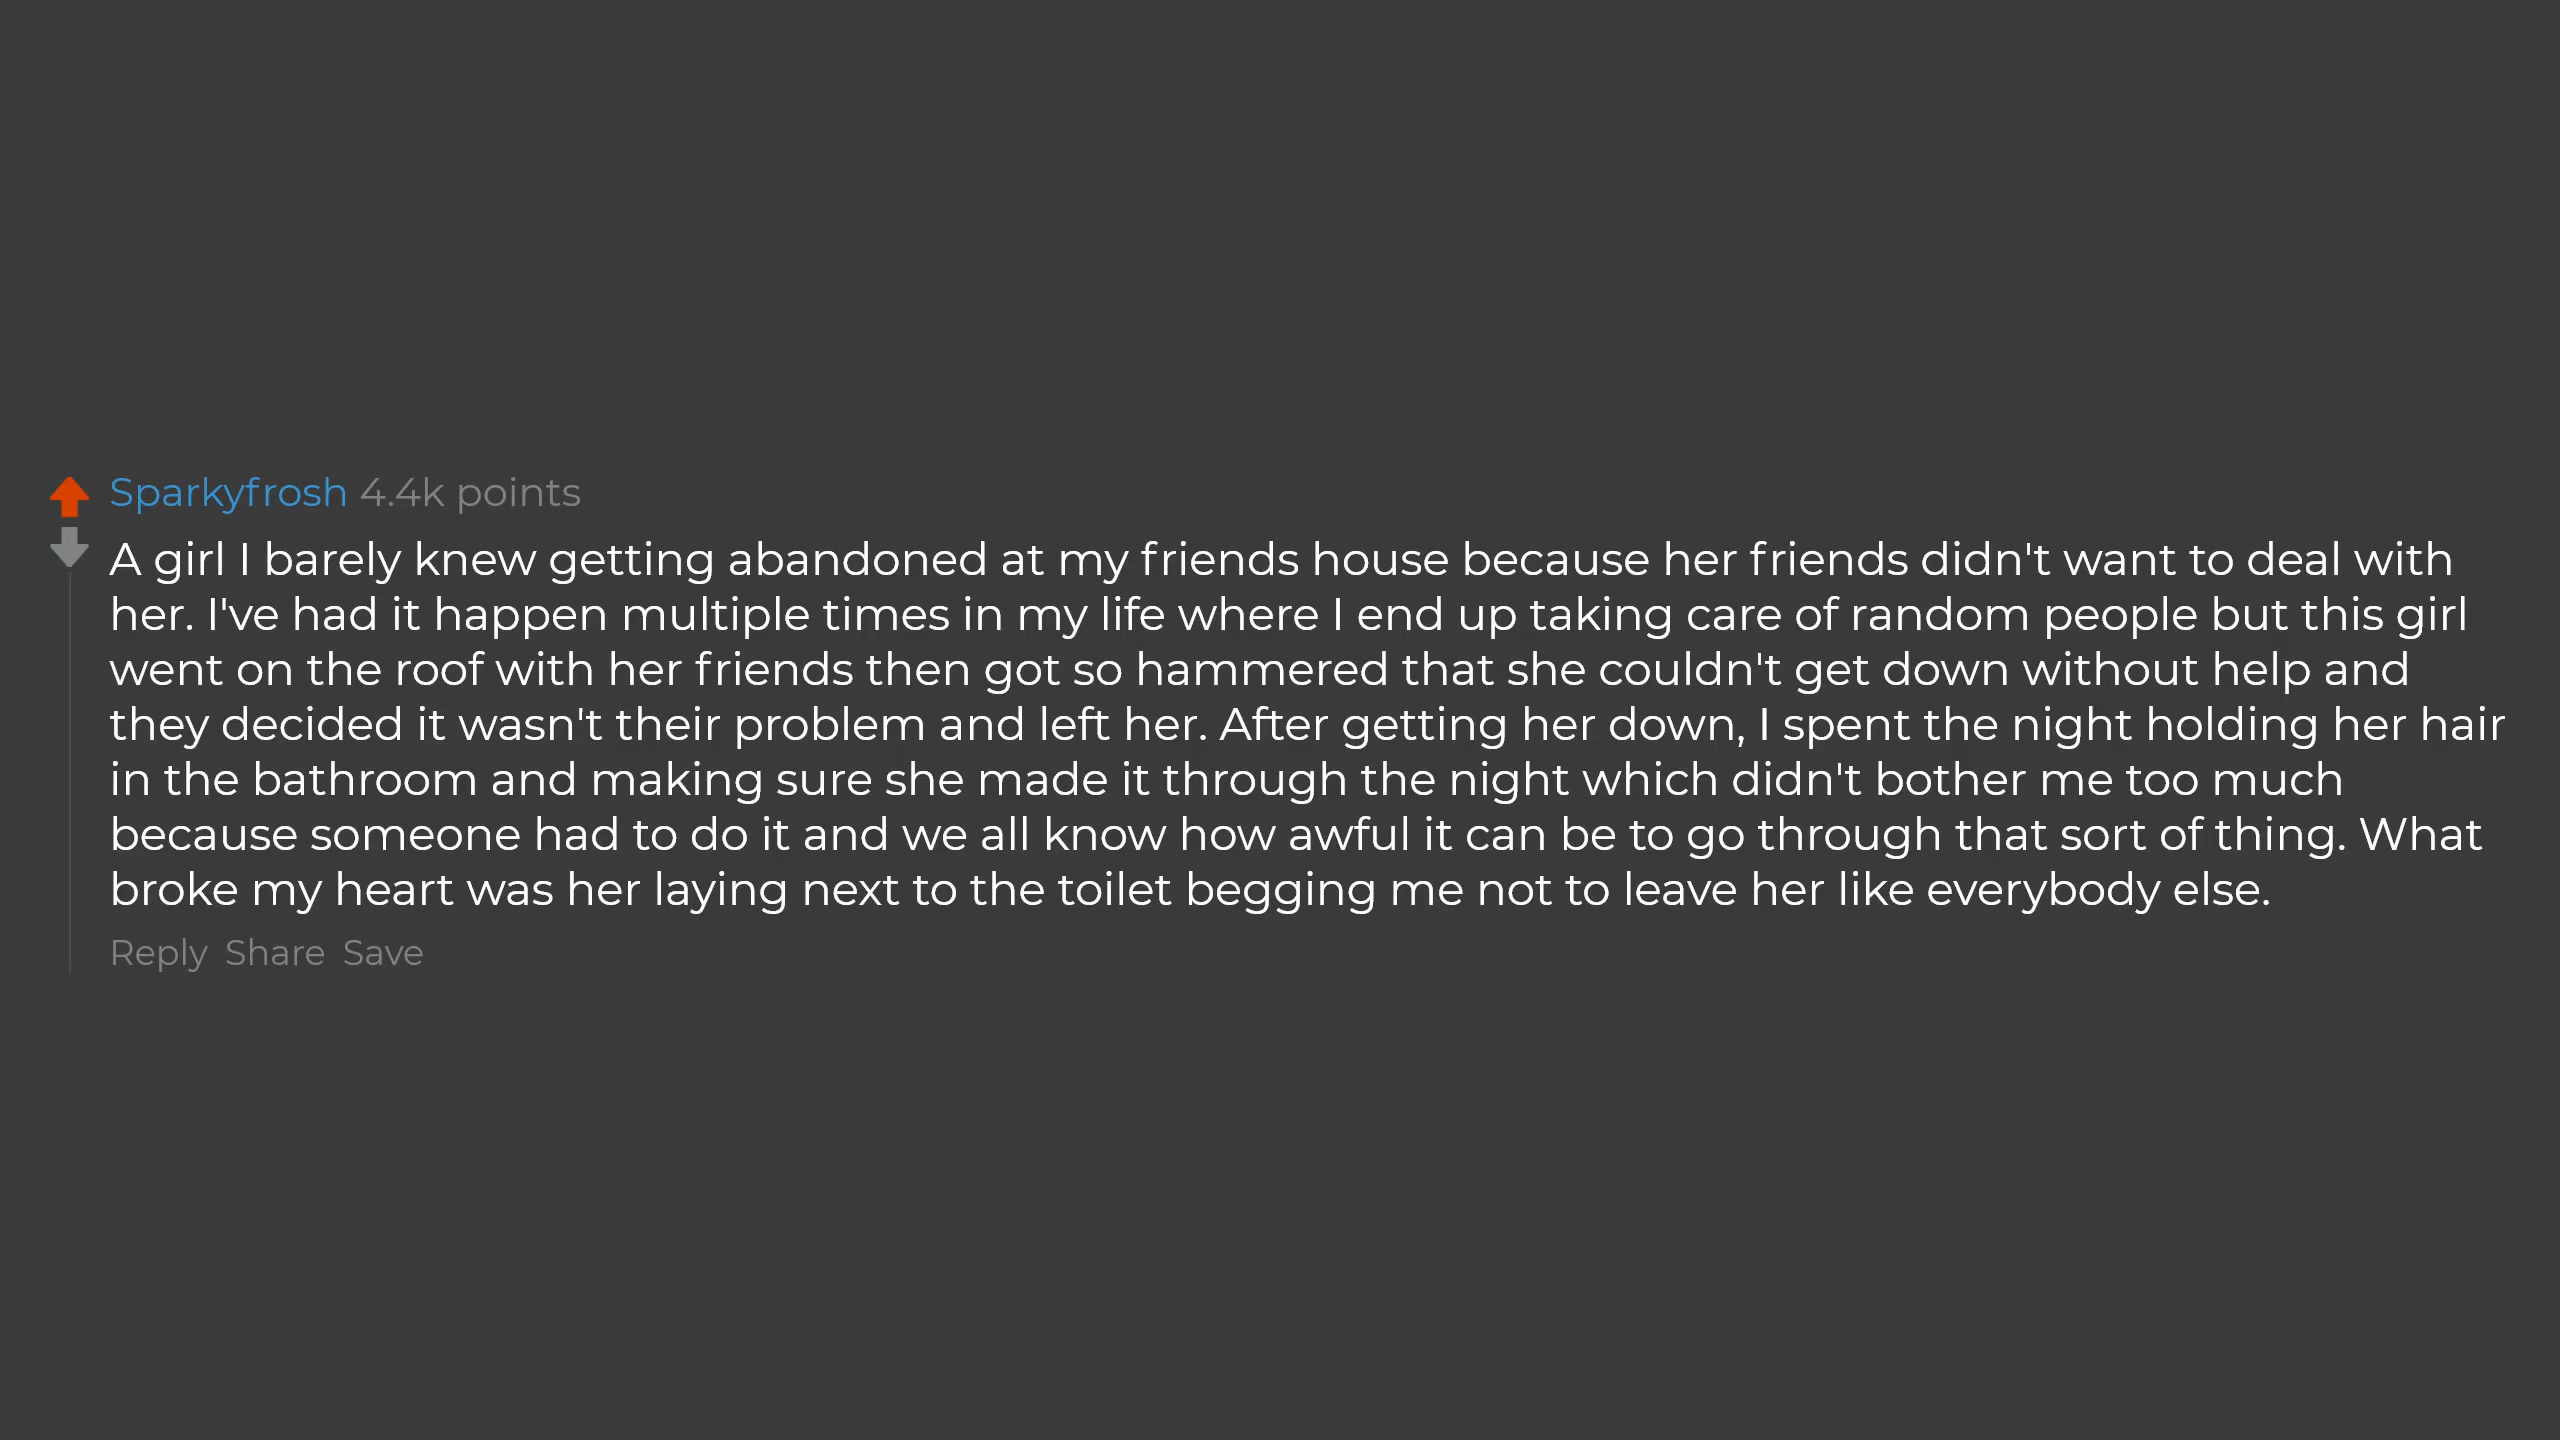 Sparkyfrosh 4.4k points
A girl I barely knew getting abandoned at my friends house because her friends didn't want to deal with
her. I've had it happen multiple times in my life where I end up taking care of random people but this girl
went on the roof with her friends then got so hammered that she couldn't get down without help and
they decided it wasn't their problem and left her. After getting her down, I spent the night holding her hair
in the bathroom and making sure she made it through the night which didn't bother me too much
because someone had to do it and we all know how awful it can be to go through that sort of thing. What
broke my heart was her laying next to the toilet begging me not to leave her like everybody else.
Reply Share Save